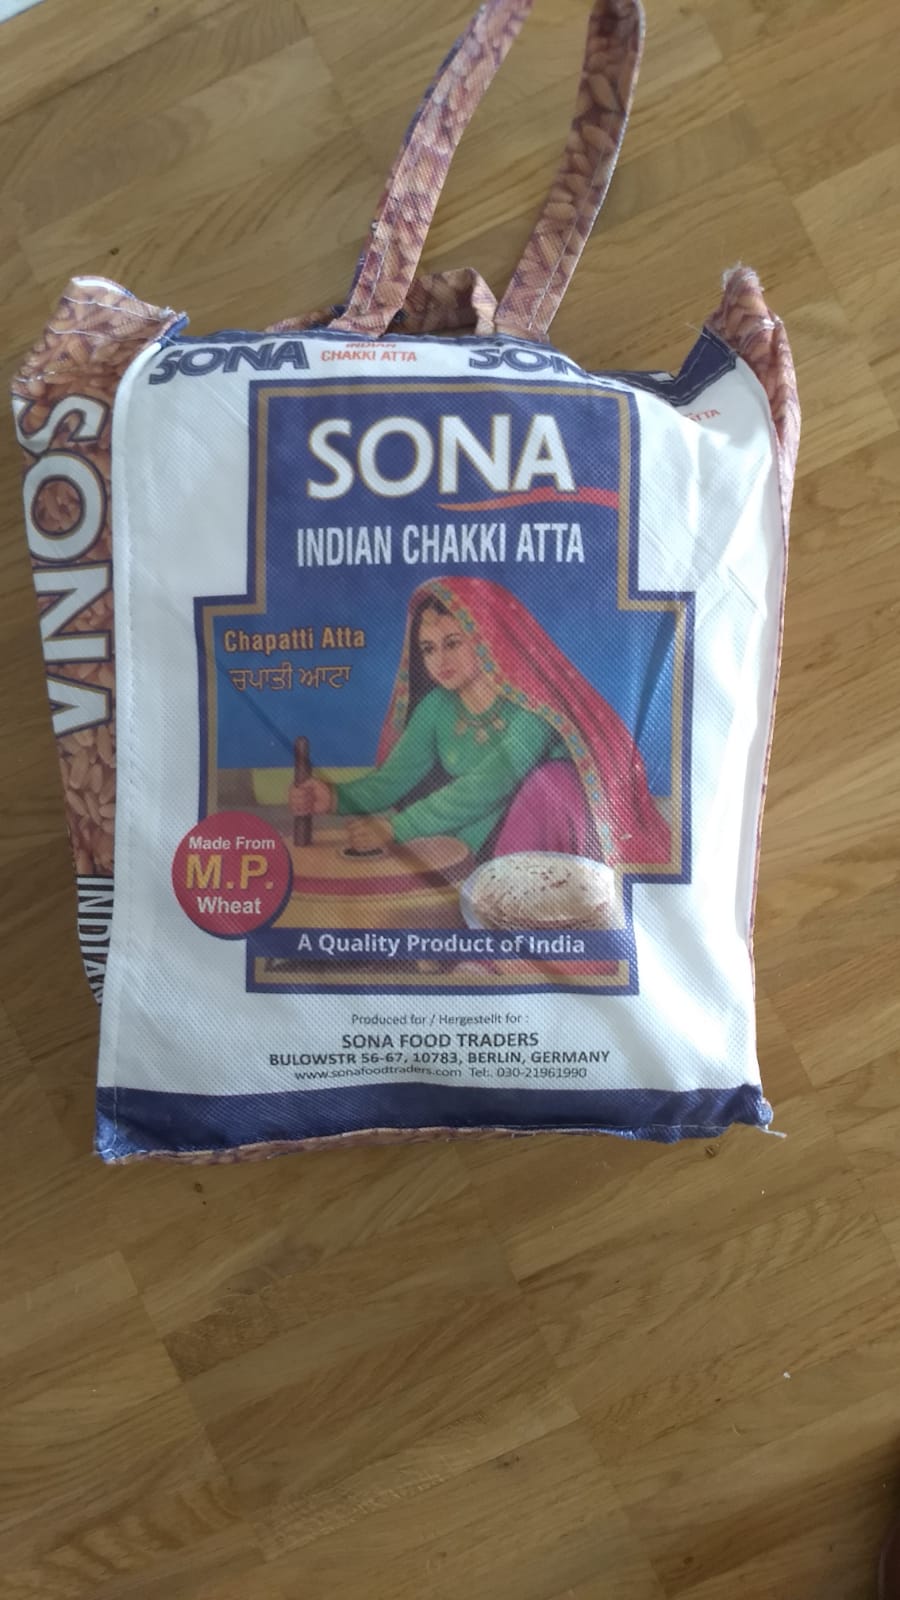 SONA
INDIAN
CHAKKI ATTA
SONA
INDIAN CHAKKI ATTA
Chapatti Atta
ਚਪਾਤੀ ਆਟਾ
Made From
M.P.
Wheat
A Quality Product of India
Produced for / Hergestellt for :
SONA FOOD TRADERS
BULOWSTR 56-67, 10783, BERLIN, GERMANY
www.sonafoodtraders.com Tel:. 030-21961990
SONA